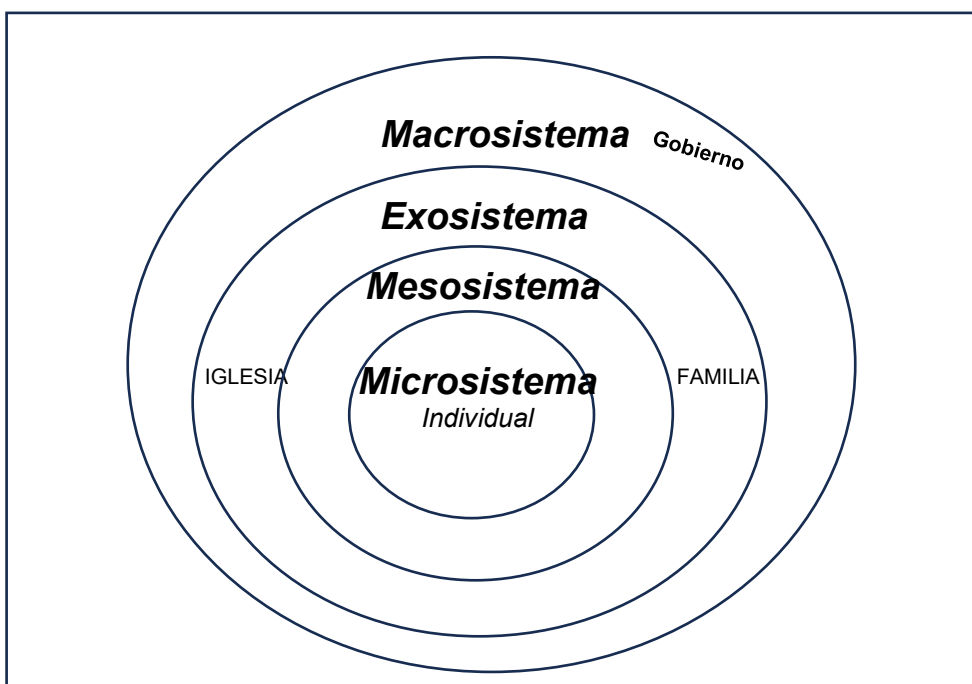 Macrosistema
Gobierno
Exosistema
Mesosistema
IGLESIA
Microsistema
FAMILIA
Individual